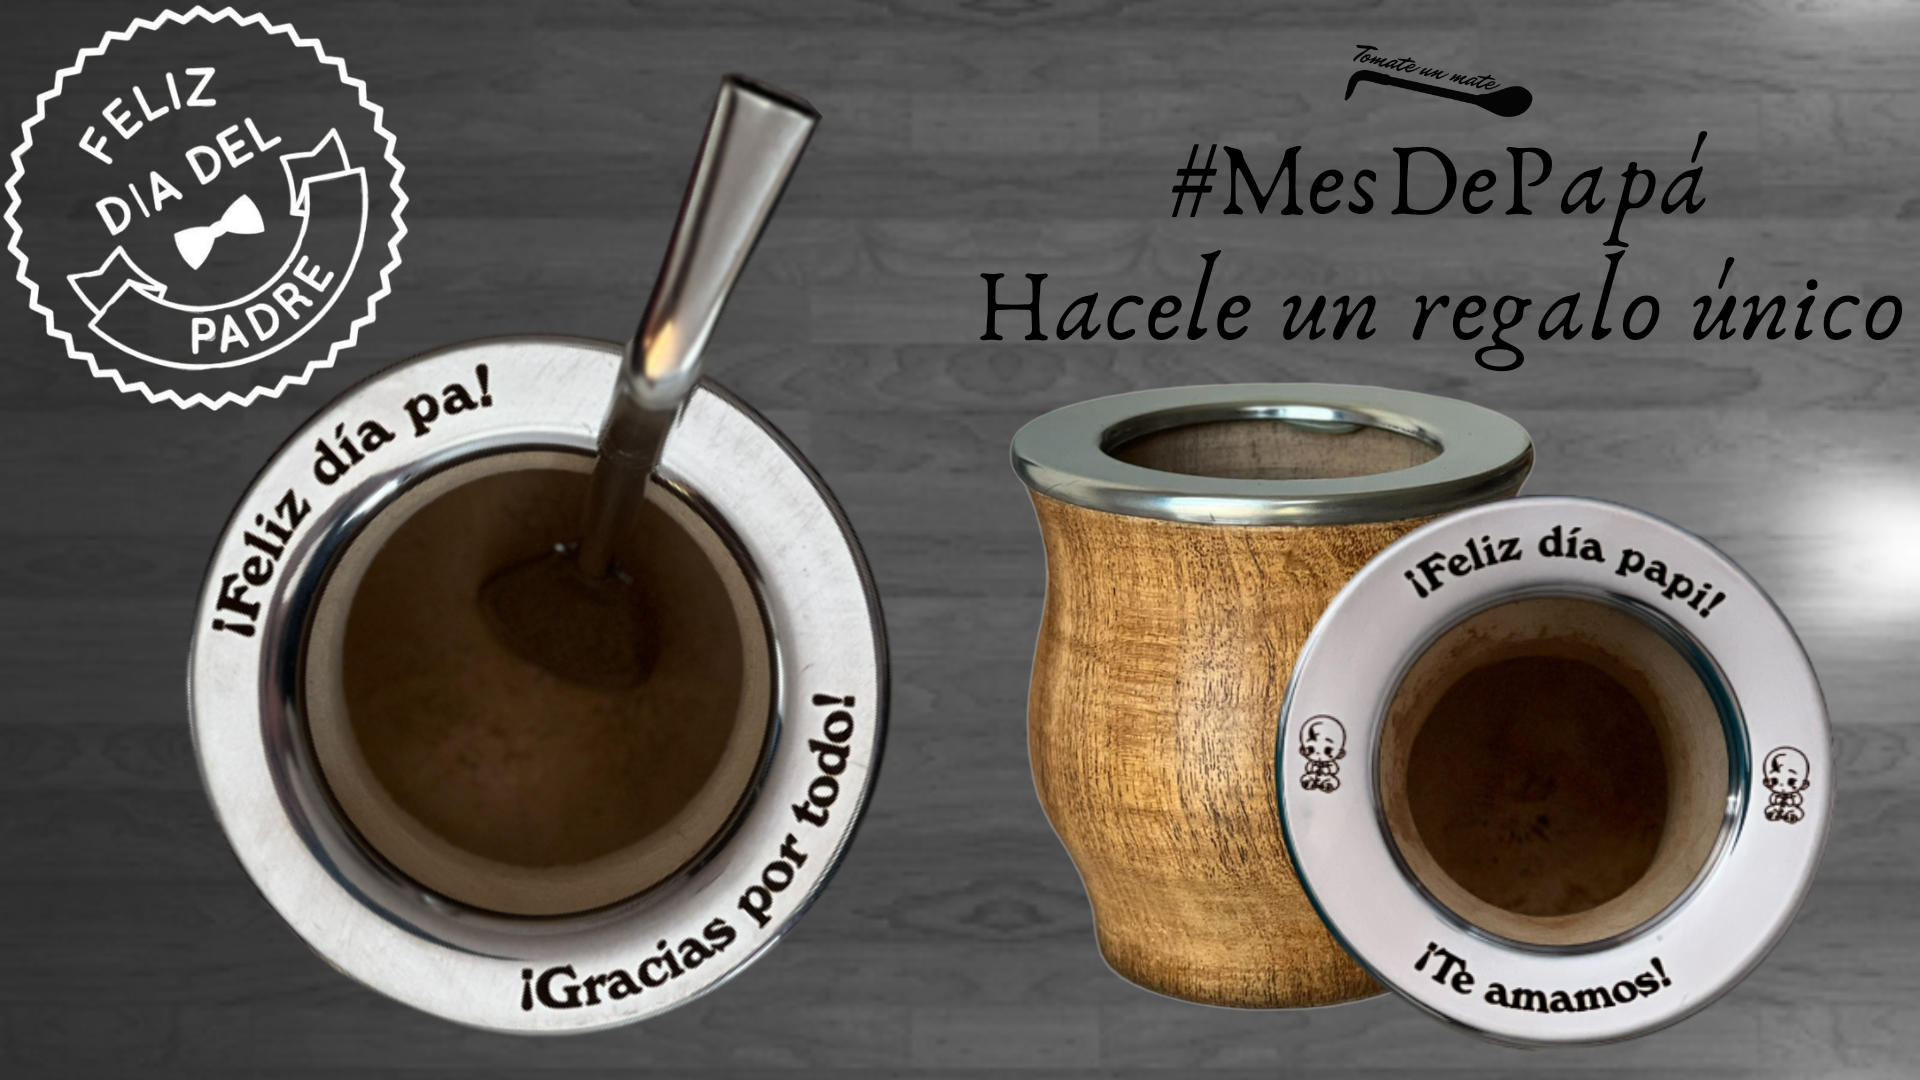 FELIZ
DIA DEL
PADRE
Tomate un mate
#MesDePapá
Hacele un regalo único
¡Feliz día pa!
¡Gracias por todo!
¡Feliz día papi!
¡Te amamos!